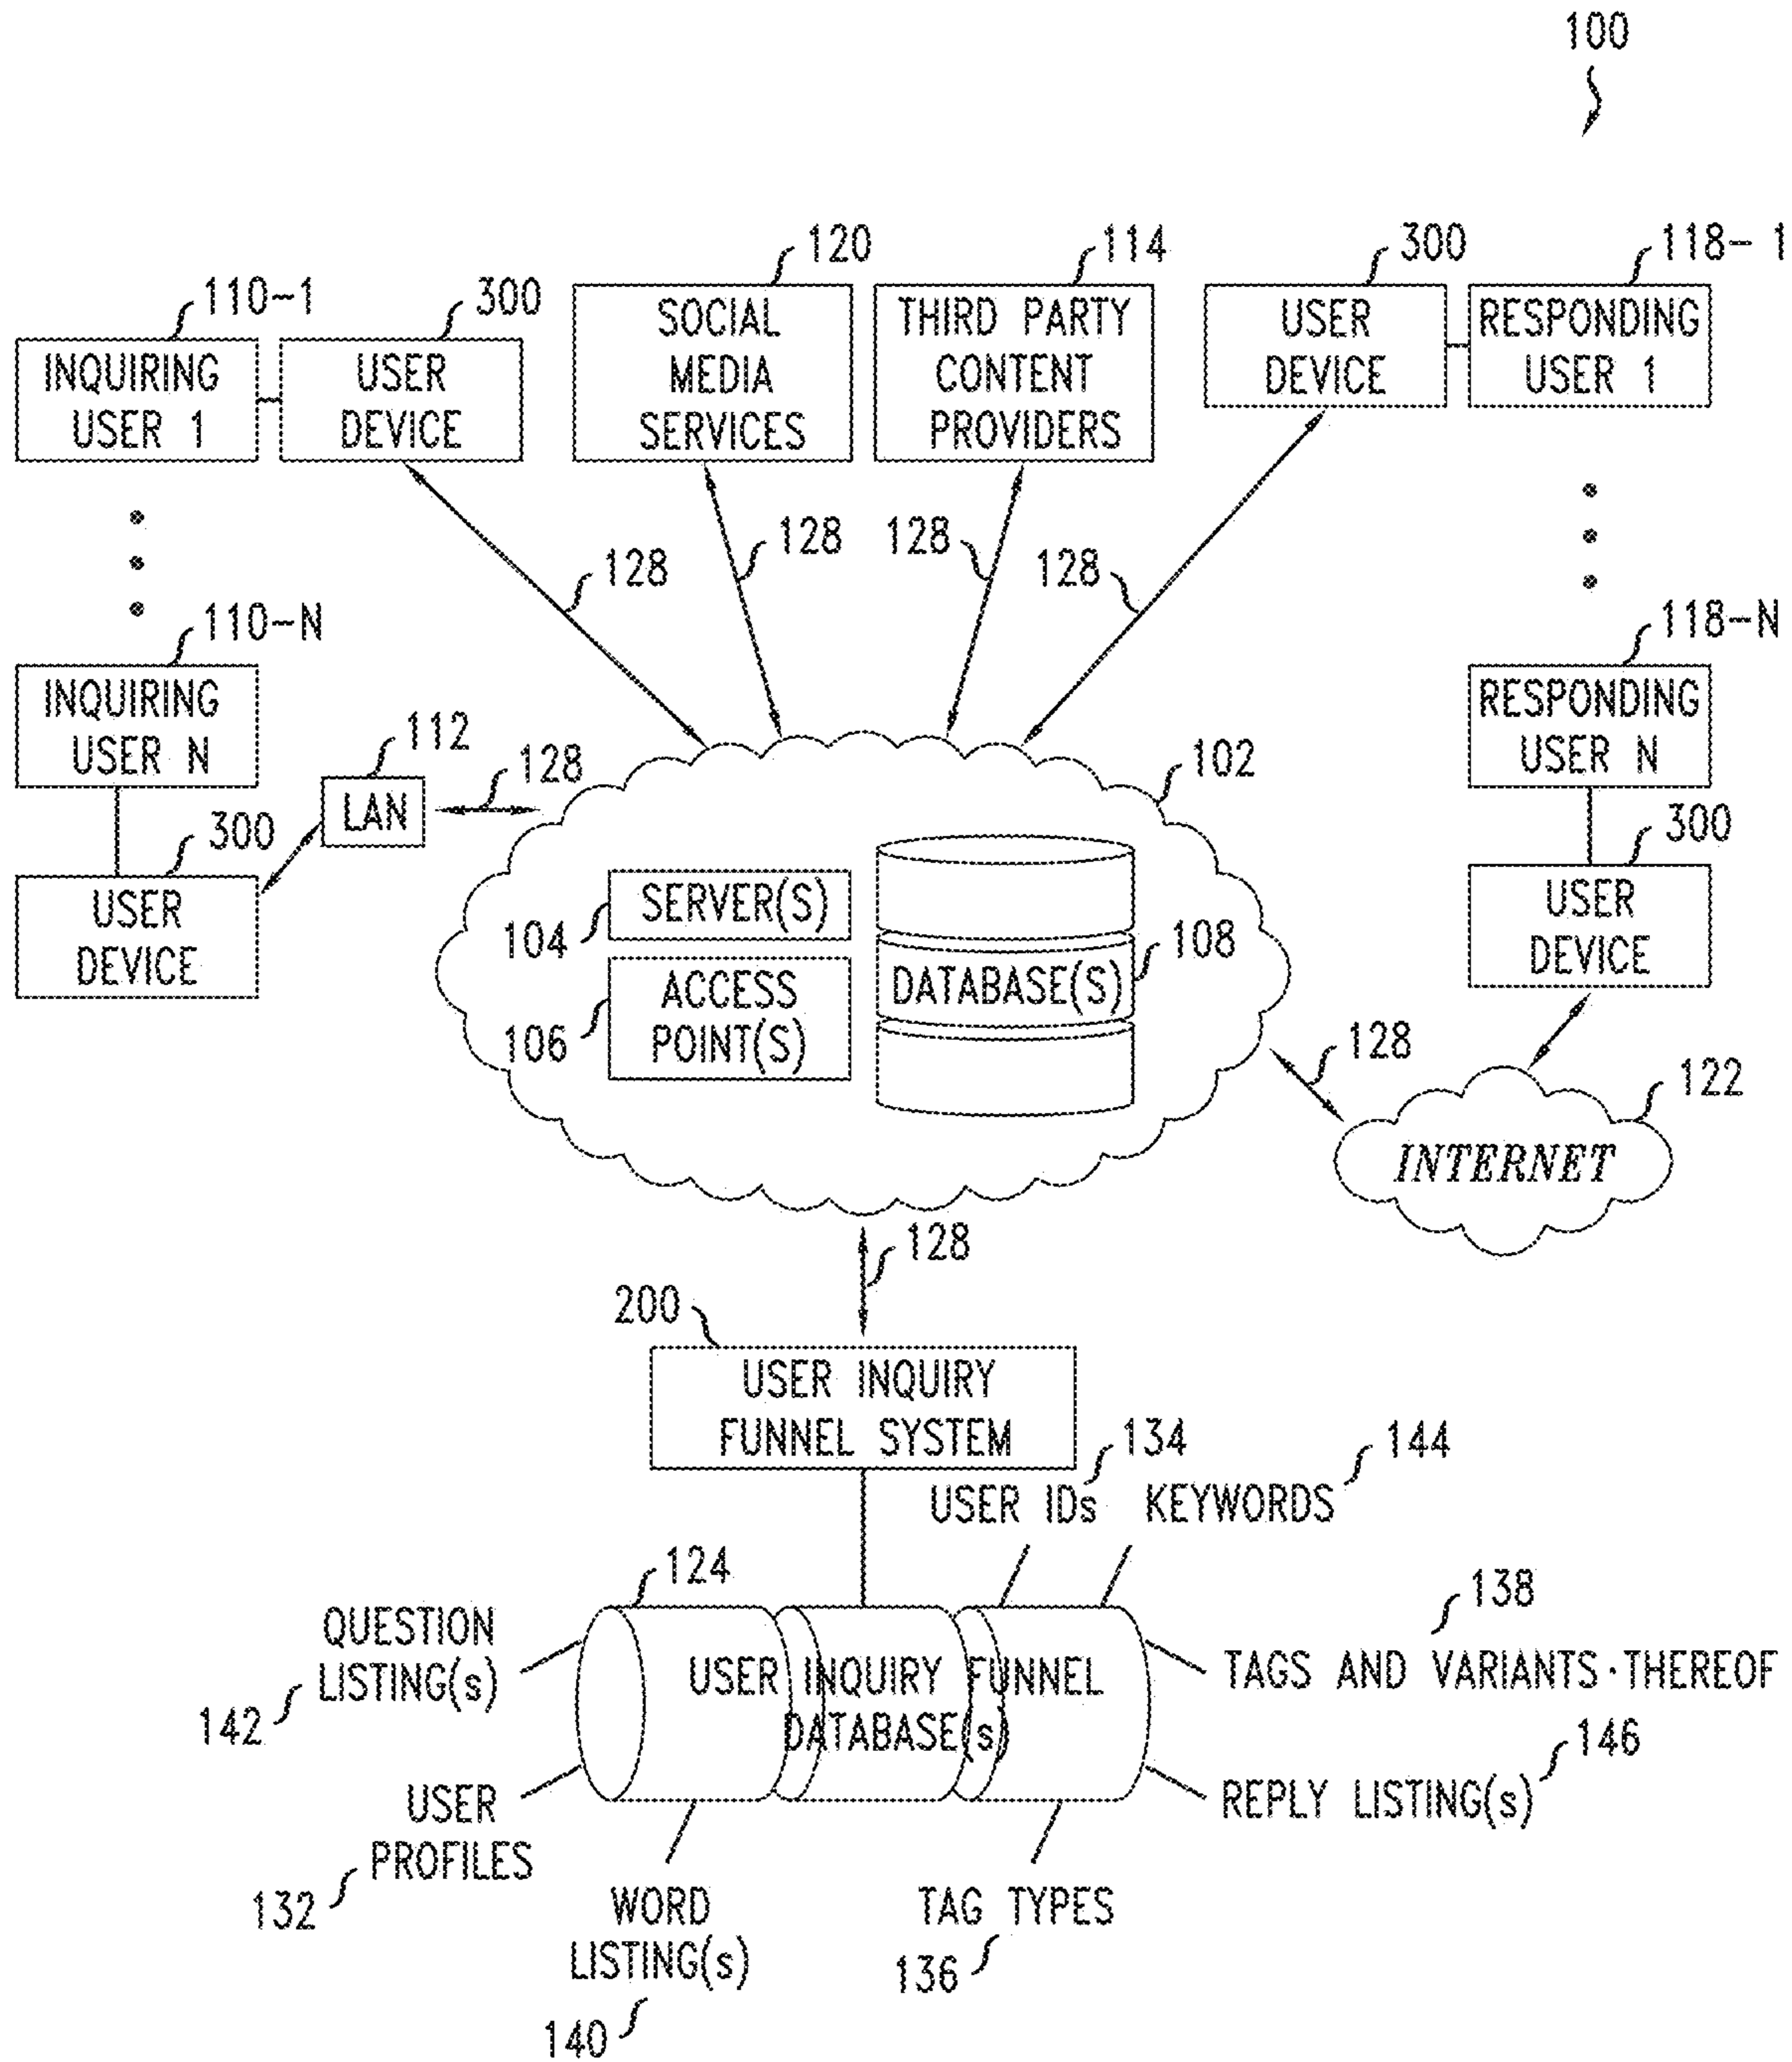 100
110-1
300
120
114
300
118-1
INQUIRING
USER 1
USER
DEVICE
SOCIAL
MEDIA
SERVICES
THIRD PARTY
CONTENT
PROVIDERS
USER
DEVICE
RESPONDING
USER 1
128
128
128
128
110-N
118-N
INQUIRING
USER N
RESPONDING
USER N
112
128
LAN
102
300
USER
DEVICE
300
USER
DEVICE
SERVER(S)
104
ACCESS
POINT(S)
106
DATABASE(S)
108
128
122
INTERNET
128
200
USER INQUIRY
FUNNEL SYSTEM
134
144
USER IDs
KEYWORDS
124
138
QUESTION
LISTING(s)
142
USER INQUIRY FUNNEL
DATABASE(s)
TAGS AND VARIANTS·THEREOF
146
USER
PROFILES
132
REPLY LISTING(s)
WORD
LISTING(s)
140
TAG TYPES
136